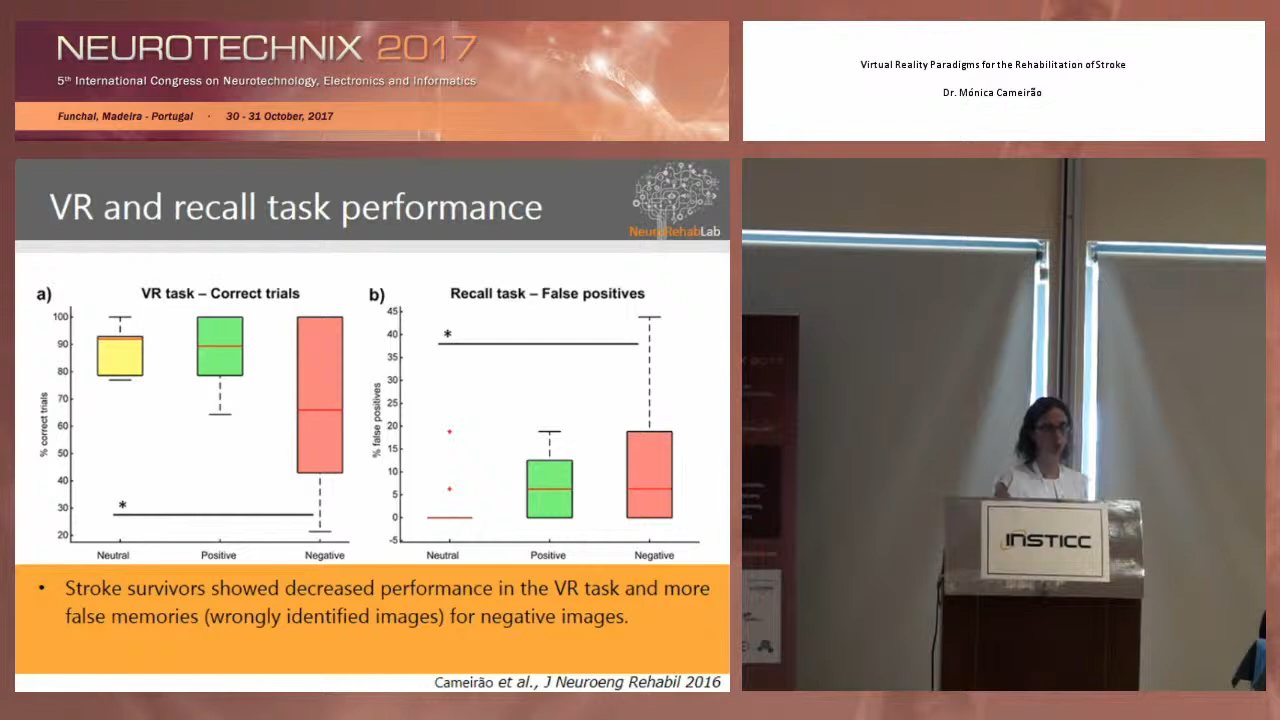 NEUROTECHNIX 2017
5th International Congress on Neurotechnology, Electronics and Informatics
Funchal, Madeira - Portugal · 30 - 31 October, 2017
Virtual Reality Paradigms for the Rehabilitation of Stroke
Dr. Mónica Cameirão
VR and recall task performance
NeuroRehabLab
a)
VR task – Correct trials
% correct trials
100
90
80
70
60
50
40
30
20
*
Neutral Positive Negative
b)
Recall task – False positives
% false positives
45
40
35
30
25
20
15
10
5
0
-5
*
Neutral Positive Negative
• Stroke survivors showed decreased performance in the VR task and more
false memories (wrongly identified images) for negative images.
Cameirão et al., J Neuroeng Rehabil 2016
INSTICC